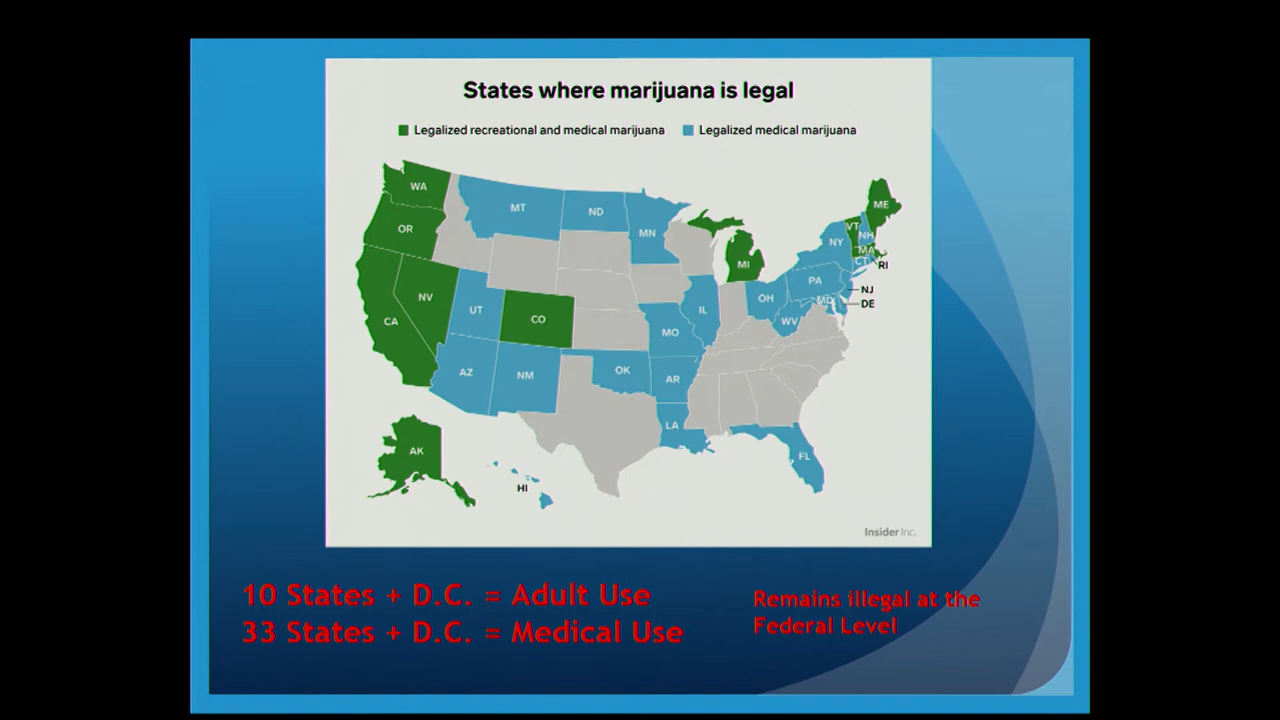 States where marijuana is legal
Legalized recreational and medical marijuana Legalized medical marijuana
WA
ME
MT
ND
VT
OR
MN
NH
NY
MA
CT
RI
MI
PA
NJ
NV
OH
MD
DE
UT
IL
CO
CA
WV
MO
AZ
NM
OK
AR
LA
AK
FL
HI
Insider Inc.
10 States + D.C. = Adult Use
33 States + D.C. = Medical Use
Remains illegal at the
Federal Level